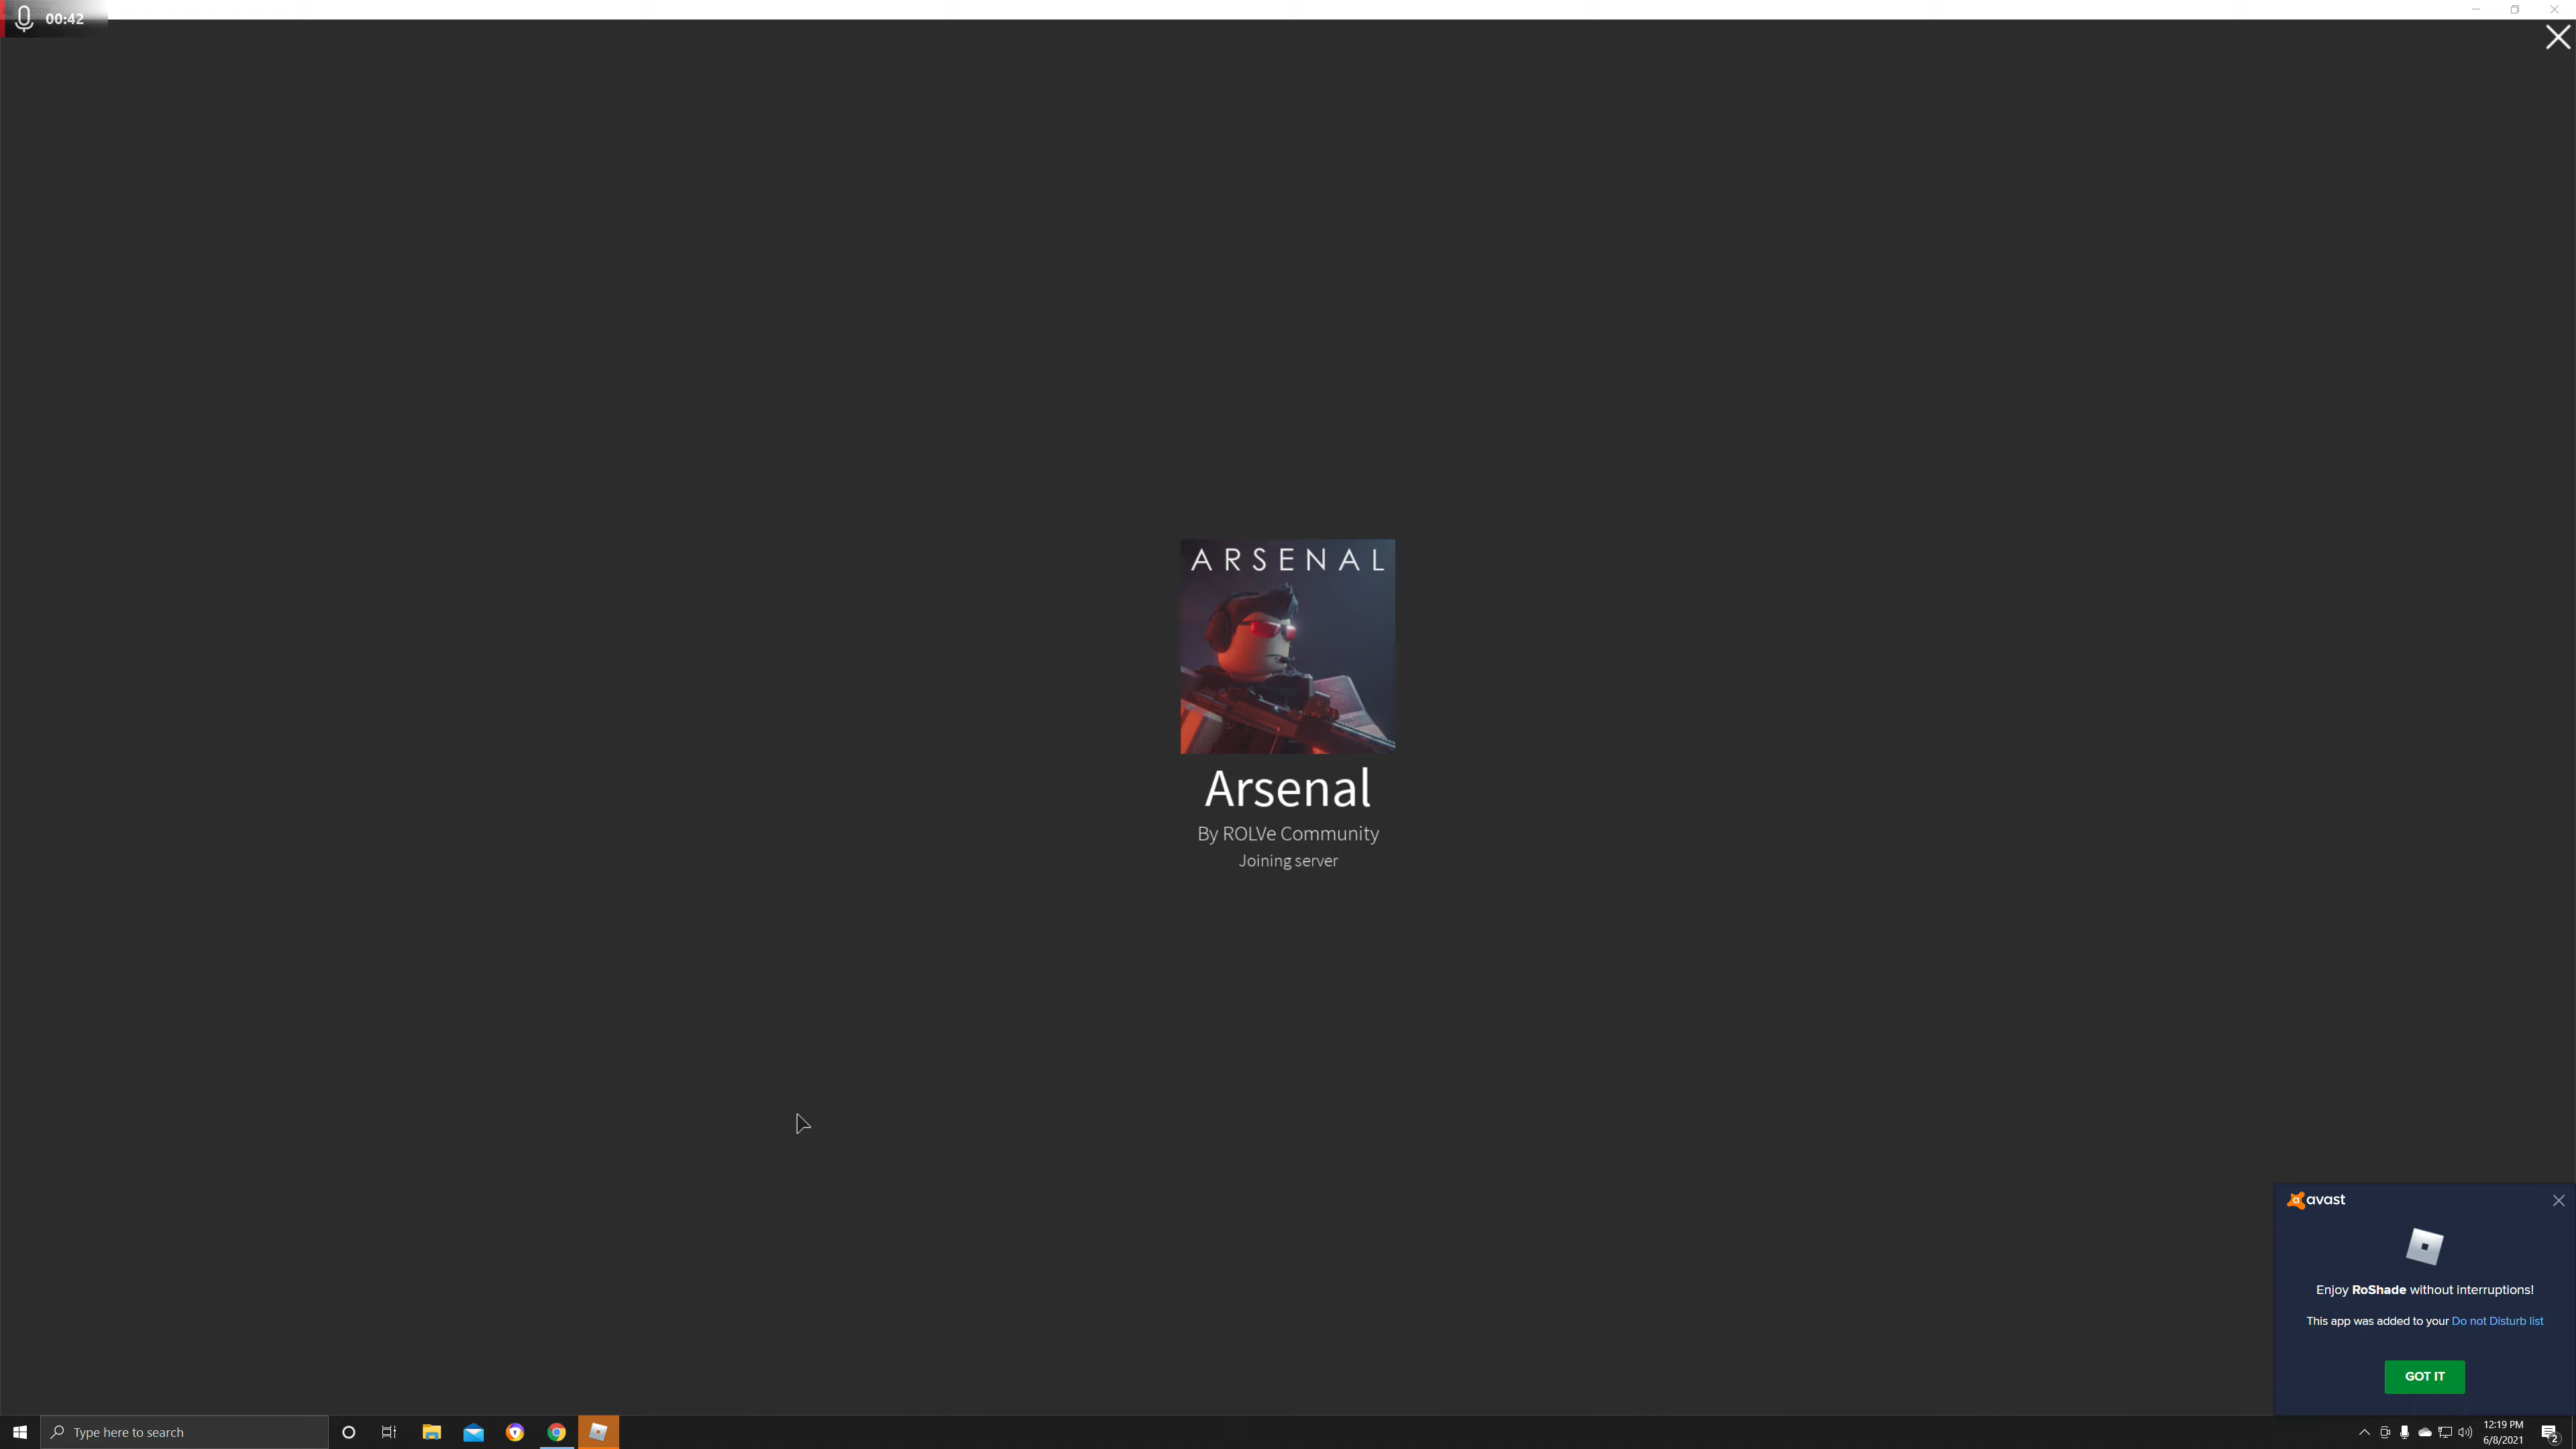 00:42
ARSENAL
Arsenal
By ROLVe Community
Joining server
avast
Enjoy RoShade without interruptions!
This app was added to your Do not Disturb list
GOT IT
Type here to search
12:19 PM
6/8/2021
2